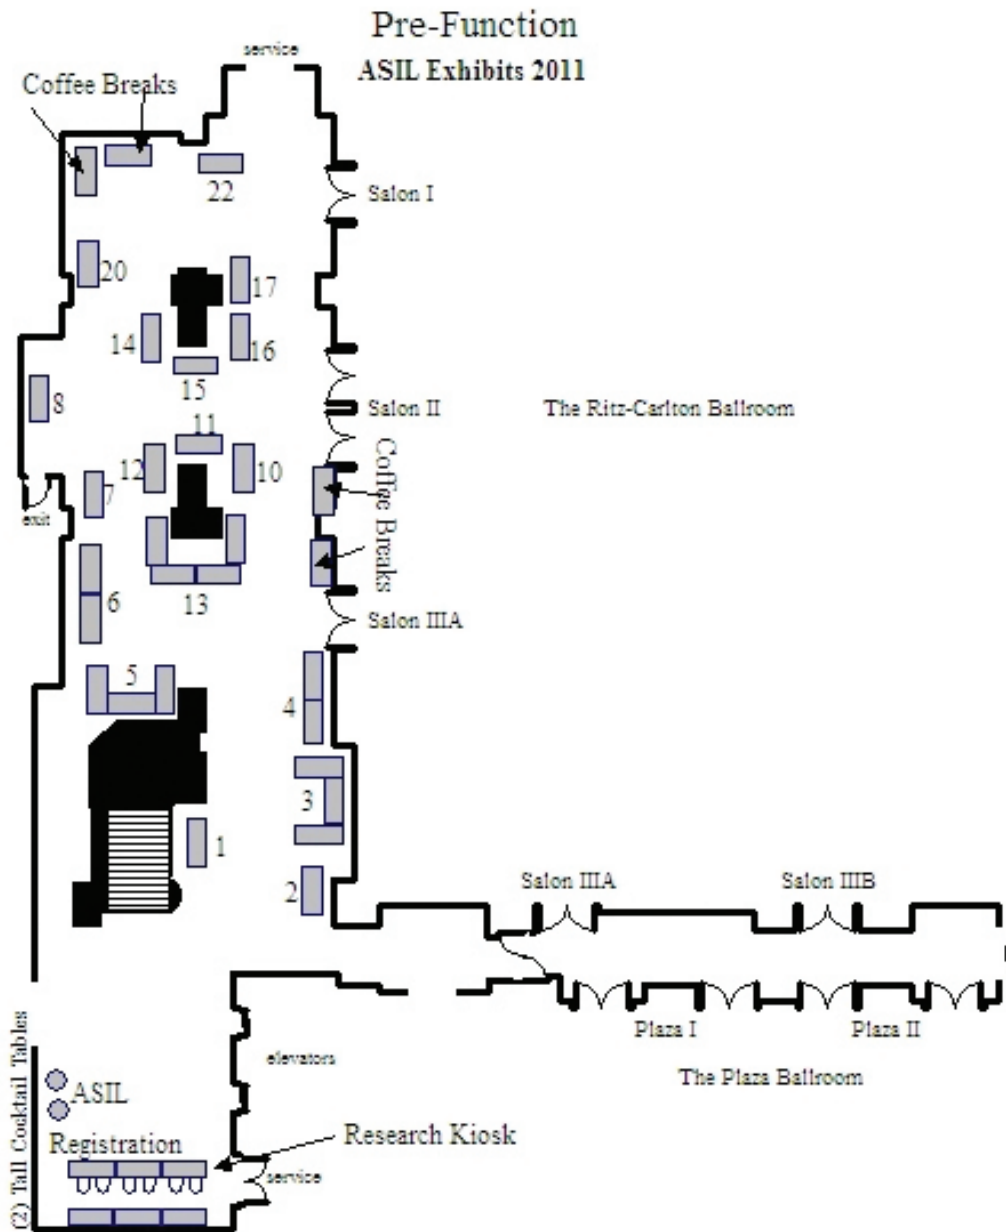 Pre-Function
ASIL Exhibits 2011
service
Coffee Breaks
22
Salon I
20
17
14
16
15
8
Salon II
The Ritz-Carlton Ballroom
11
12
10
Coffee Breaks
7
exit
6
13
Salon IIIA
5
4
3
1
2
Salon IIIA
Salon IIIB
Plaza I
Plaza II
The Plaza Ballroom
elevators
(2) Tall Cocktail Tables
ASIL
Registration
Research Kiosk
service